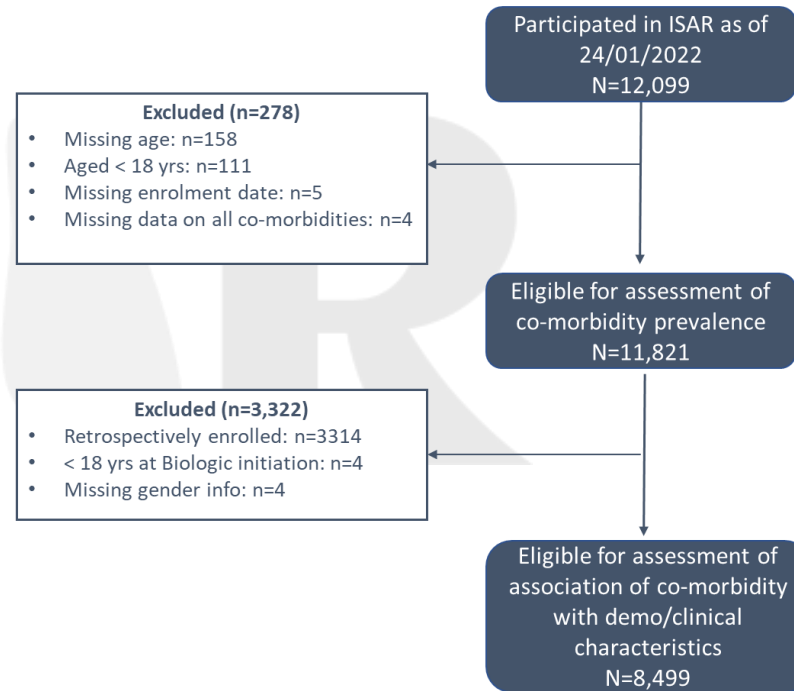 Participated in ISAR as of
24/01/2022
N=12,099
Excluded (n=278)
• Missing age: n=158
• Aged < 18 yrs: n=111
• Missing enrolment date: n=5
• Missing data on all co-morbidities: n=4
Eligible for assessment of
co-morbidity prevalence
N=11,821
Excluded (n=3,322)
• Retrospectively enrolled: n=3314
• < 18 yrs at Biologic initiation: n=4
• Missing gender info: n=4
Eligible for assessment of
association of co-morbidity
with demo/clinical
characteristics
N=8,499